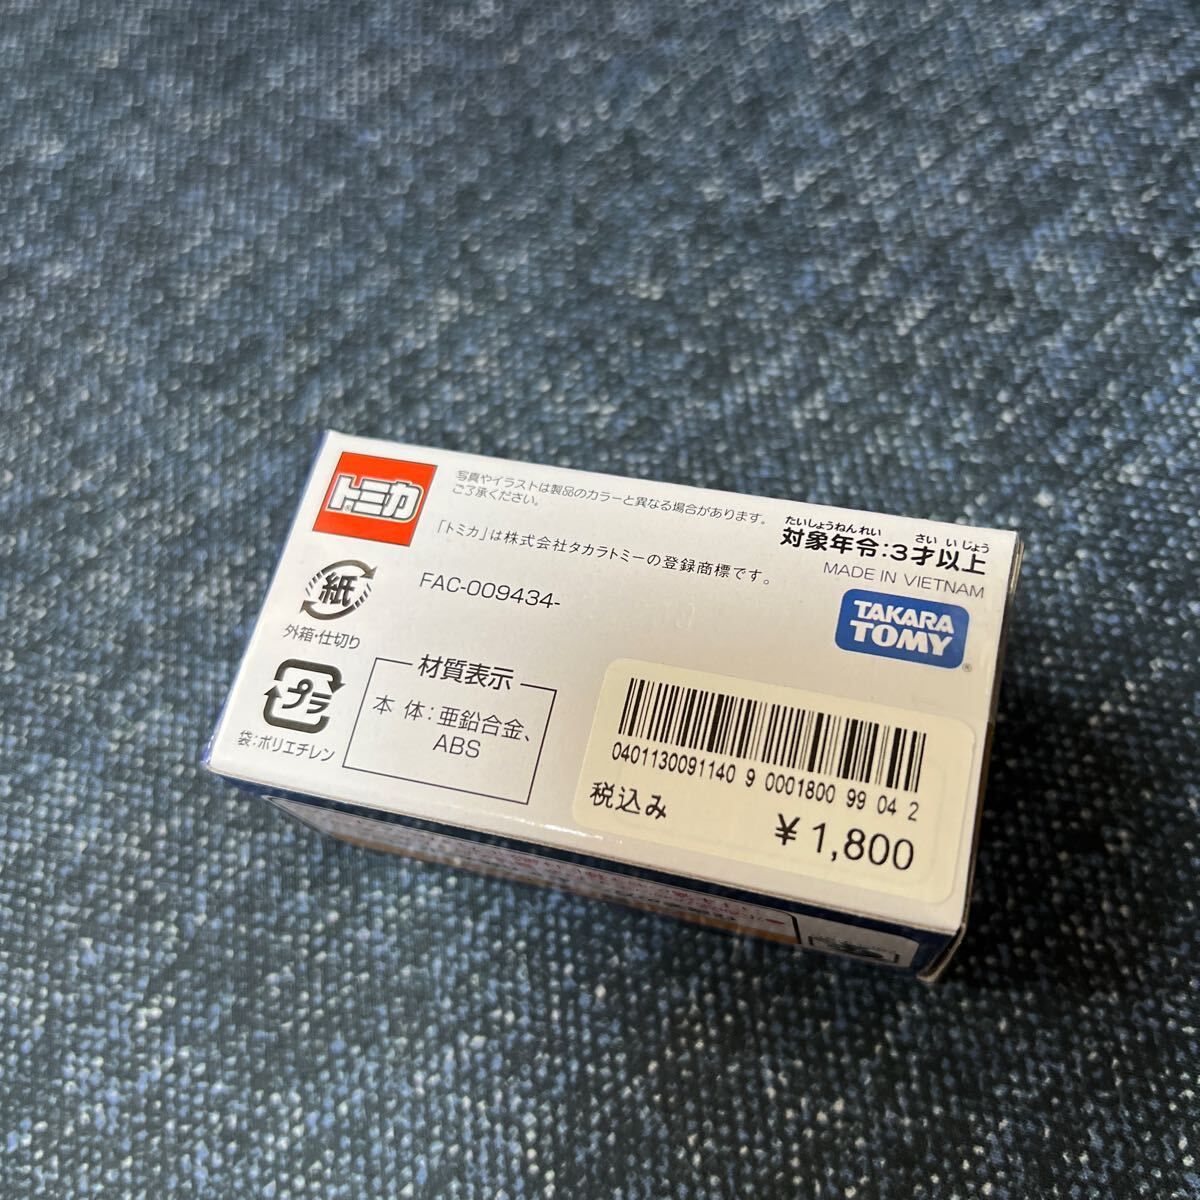 トミカ
写真やイラストは製品のカラーと異なる場合があります。
ご了承ください。
「トミカ」は株式会社タカラトミーの登録商標です。
FAC-009434-
たいしょうねんれい さい いじょう
対象年令:3才以上
MADE IN VIETNAM
TAKARA
TOMY
紙
外箱・仕切り
プラ
袋:ポリエチレン
材質表示
本 体:亜鉛合金、
ABS
0401130091140 9 0001800 99 04 2
税込み
¥1,800